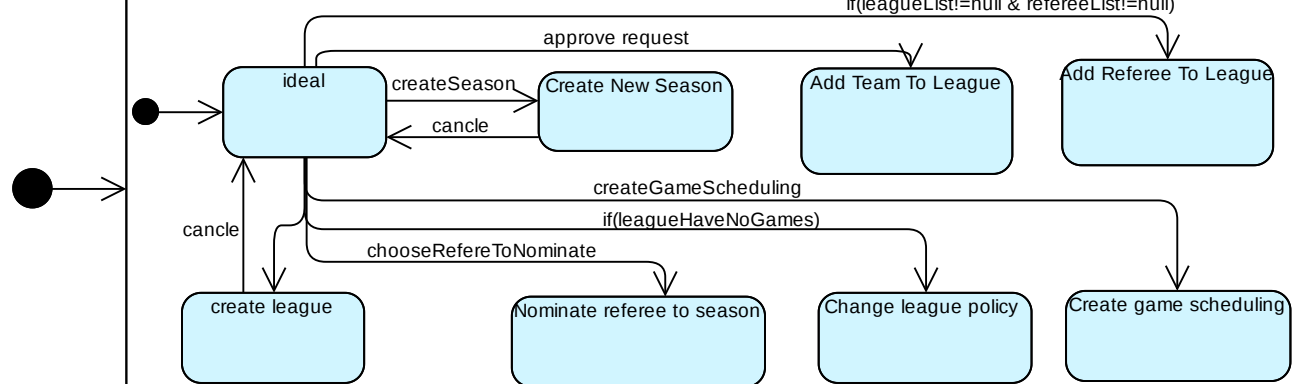 if(leagueList!=null & refereeList!=null)
approve request
ideal
createSeason
Create New Season
Add Team To League
Add Referee To League
cancle
createGameScheduling
if(leagueHaveNoGames)
cancle
chooseRefereToNominate
create league
Nominate referee to season
Change league policy
Create game scheduling